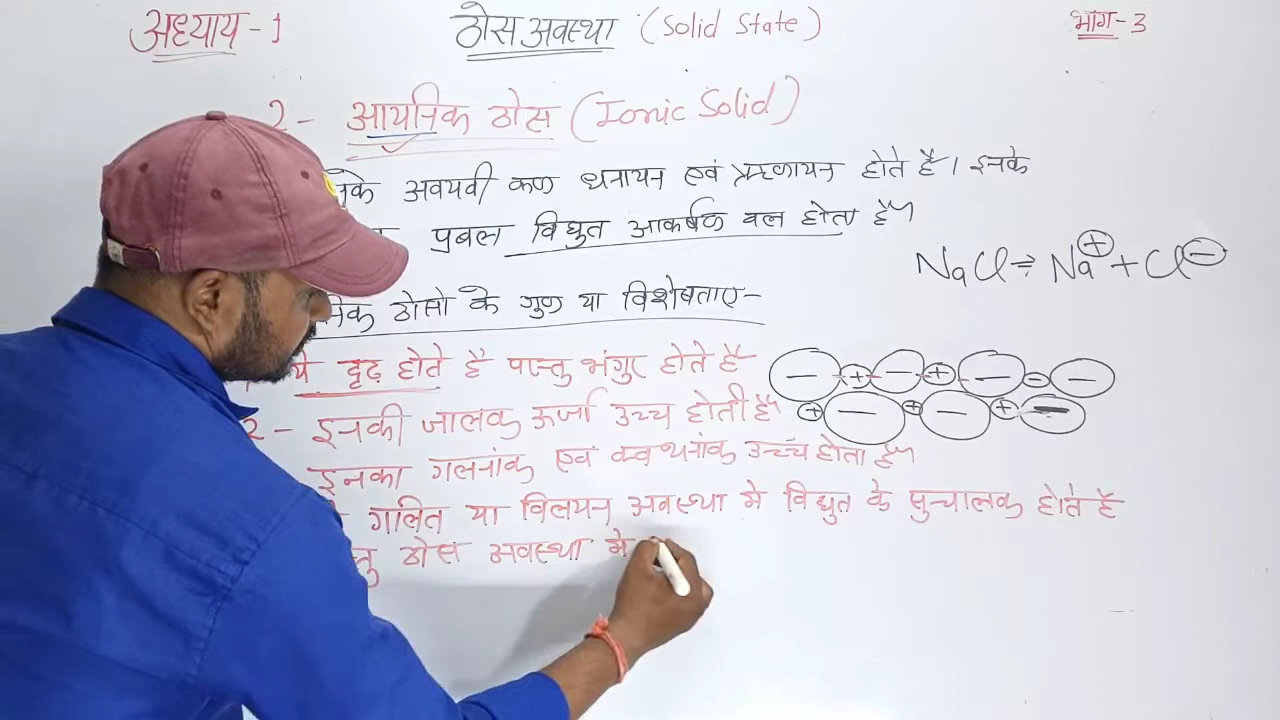 अध्याय-1
ठोस अवस्था (Solid State)
भाग-3
2- आयनिक ठोस (Ionic Solid)
अवयवी कण धनायन एवं ऋणायन होते है। इनके
प्रबल विद्युत आकर्षक बल होता है
NaCl ⇌ Na⊕ + Cl⊖
ठोसो के गुण या विशेषताए-
ये दृढ़ होते है परन्तु भंगुर होते है
2- इनकी जालक ऊर्जा उच्च होती है
इनका गलनांक एवं क्वथनांक उच्च होता है
गलित या विलयन अवस्था मे विद्युत के सुचालक होते है
ठोस अवस्था मे
− + − + − − −
+ − + − + −